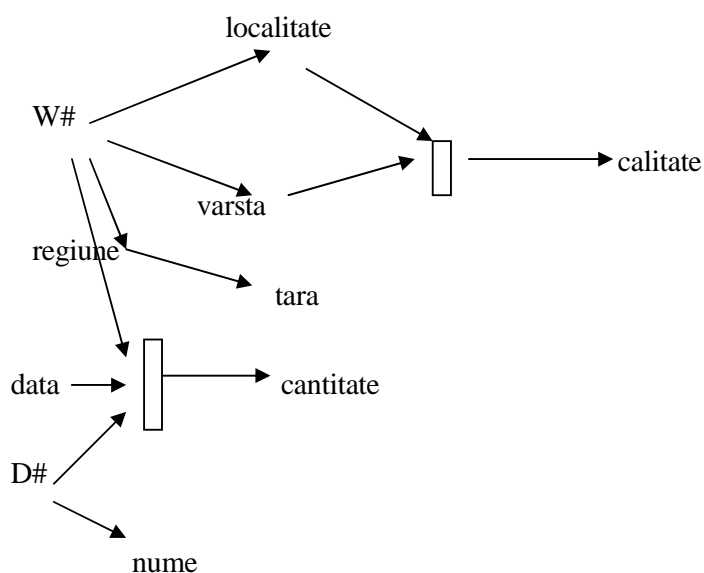 localitate
W#
calitate
varsta
regiune
tara
data
cantitate
D#
nume